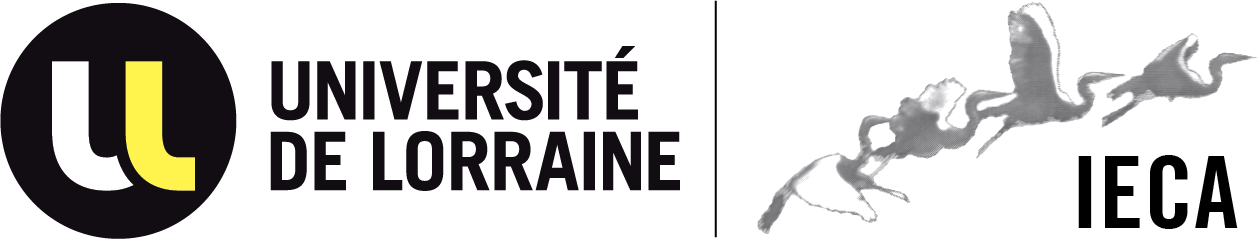 UNIVERSITÉ
DE LORRAINE
IECA